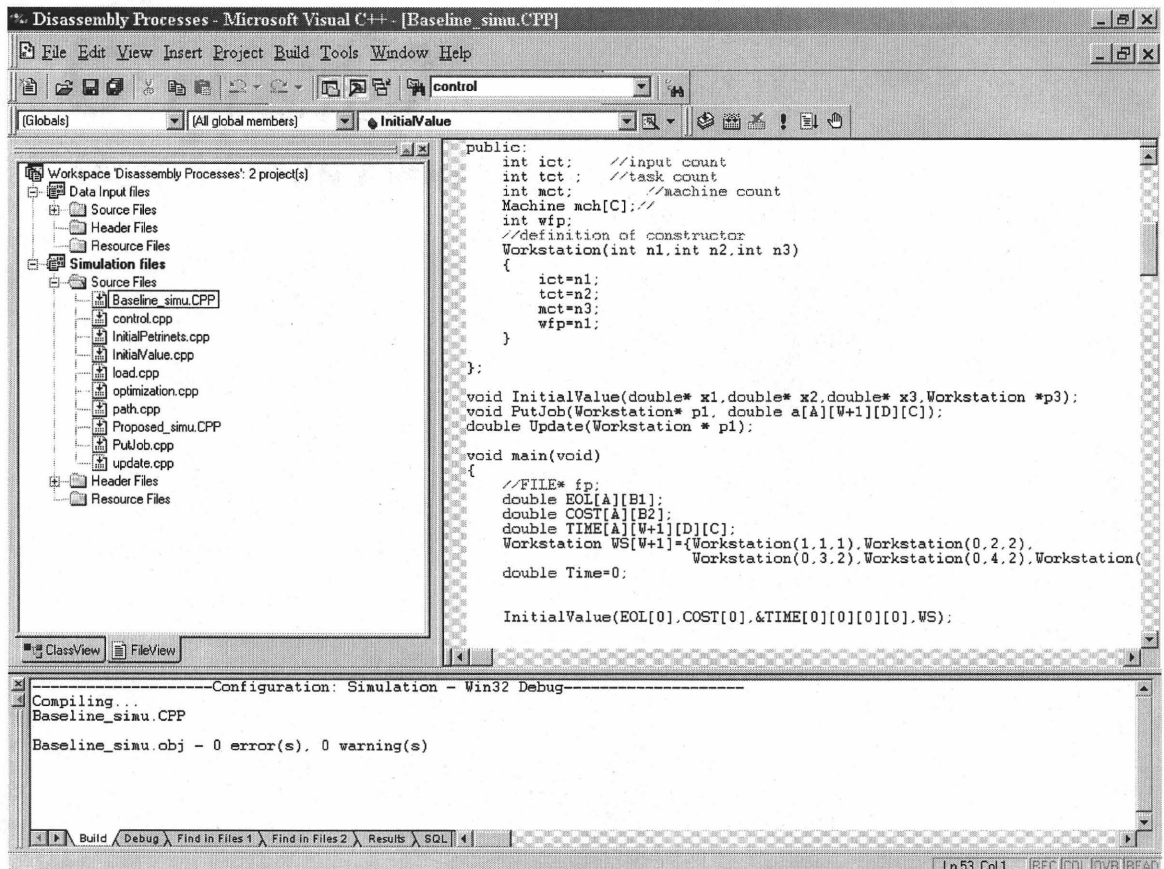 Disassembly Processes - Microsoft Visual C++ - [Baseline_simu.CPP]
File Edit View Insert Project Build Tools Window Help
control
(Globals) (All global members) InitialValue
Workspace 'Disassembly Processes': 2 project(s)
Data Input files
Source Files
Header Files
Resource Files
Simulation files
Source Files
Baseline_simu.CPP
control.cpp
InitialPetrinets.cpp
InitialValue.cpp
load.cpp
optimization.cpp
path.cpp
Proposed_simu.CPP
PutJob.cpp
update.cpp
Header Files
Resource Files
ClassView FileView
public:
int ict; //input count
int tct ; //task count
int mct; //machine count
Machine mch[C];//
int wfp;
//definition of constructor
Workstation(int n1,int n2,int n3)
{
ict=n1;
tct=n2;
mct=n3;
wfp=n1;
}
};
void InitialValue(double* x1,double* x2,double* x3,Workstation *p3);
void PutJob(Workstation* p1, double a[A][W+1][D][C]);
double Update(Workstation * p1);
void main(void)
{
//FILE* fp;
double EOL[A][B1];
double COST[A][B2];
double TIME[A][W+1][D][C];
Workstation WS[W+1]={Workstation(1,1,1),Workstation(0,2,2),
Workstation(0,3,2),Workstation(0,4,2),Workstation(
double Time=0;
InitialValue(EOL[0],COST[0],&TIME[0][0][0][0],WS);
--------------------Configuration: Simulation - Win32 Debug--------------------
Compiling...
Baseline_simu.CPP
Baseline_simu.obj - 0 error(s), 0 warning(s)
Build Debug Find in Files 1 Find in Files 2 Results SQL
Ln 53, Col 1 REC COL OVR READ